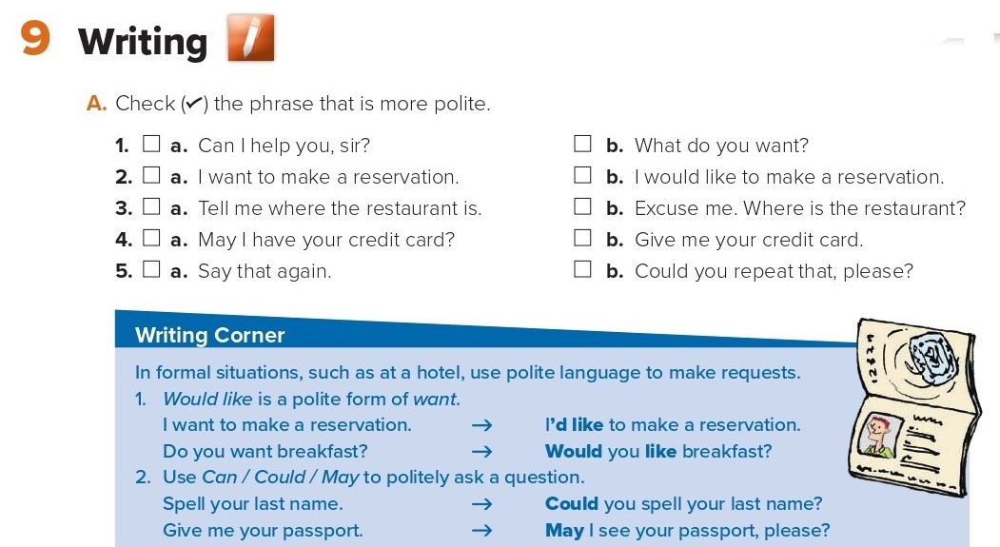 9 Writing
A. Check (✔) the phrase that is more polite.
1. ☐ a. Can I help you, sir? ☐ b. What do you want?
2. ☐ a. I want to make a reservation. ☐ b. I would like to make a reservation.
3. ☐ a. Tell me where the restaurant is. ☐ b. Excuse me. Where is the restaurant?
4. ☐ a. May I have your credit card? ☐ b. Give me your credit card.
5. ☐ a. Say that again. ☐ b. Could you repeat that, please?
Writing Corner
In formal situations, such as at a hotel, use polite language to make requests.
1. Would like is a polite form of want.
I want to make a reservation. → I'd like to make a reservation.
Do you want breakfast? → Would you like breakfast?
2. Use Can / Could / May to politely ask a question.
Spell your last name. → Could you spell your last name?
Give me your passport. → May I see your passport, please?